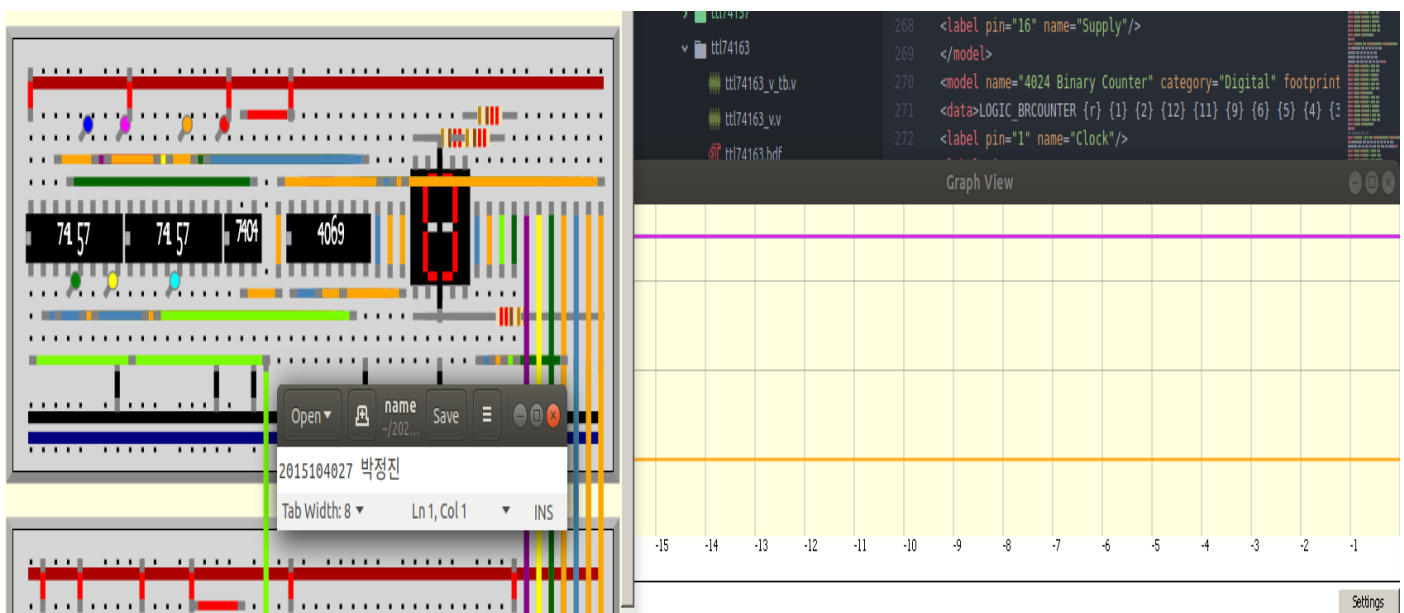 ttl74157
ttl74163
ttl74163_v_tb.v
ttl74163_v.v
ttl74163.bdf
268 <label pin="16" name="Supply"/>
269 </model>
270 <model name="4024 Binary Counter" category="Digital" footprint
271 <data>LOGIC_BRCOUNTER {r} {1} {2} {12} {11} {9} {6} {5} {4} {3
272 <label pin="1" name="Clock"/>
Graph View
74 57
74 57
7404
4069
Open
name
~/202...
Save
2015104027 박정진
Tab Width: 8
Ln 1, Col 1
INS
-15 -14 -13 -12 -11 -10 -9 -8 -7 -6 -5 -4 -3 -2 -1
Settings